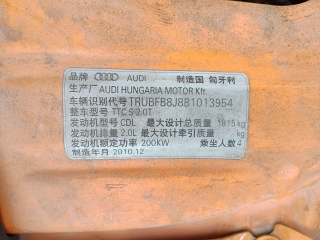 品牌 AUDI 制造国 匈牙利
生产厂 AUDI HUNGARIA MOTOR Kft
车辆识别代号 TRUBFB8J8B1013954
整车型号 TTC S 2.0T
发动机型号 CDL 最大设计总质量 1815 kg
发动机排量 2.0L 最大设计牵引质量 kg
发动机额定功率 200KW 乘坐人数 4
制造年月 2010.12